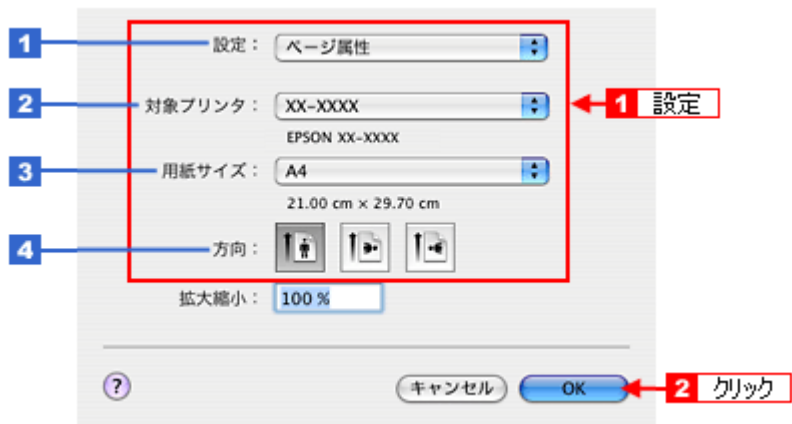 1 設定： ページ属性
2 対象プリンタ： XX-XXXX 1 設定
EPSON XX-XXXX
3 用紙サイズ： A4
21.00 cm × 29.70 cm
4 方向：
拡大縮小： 100 %
? キャンセル OK 2 クリック